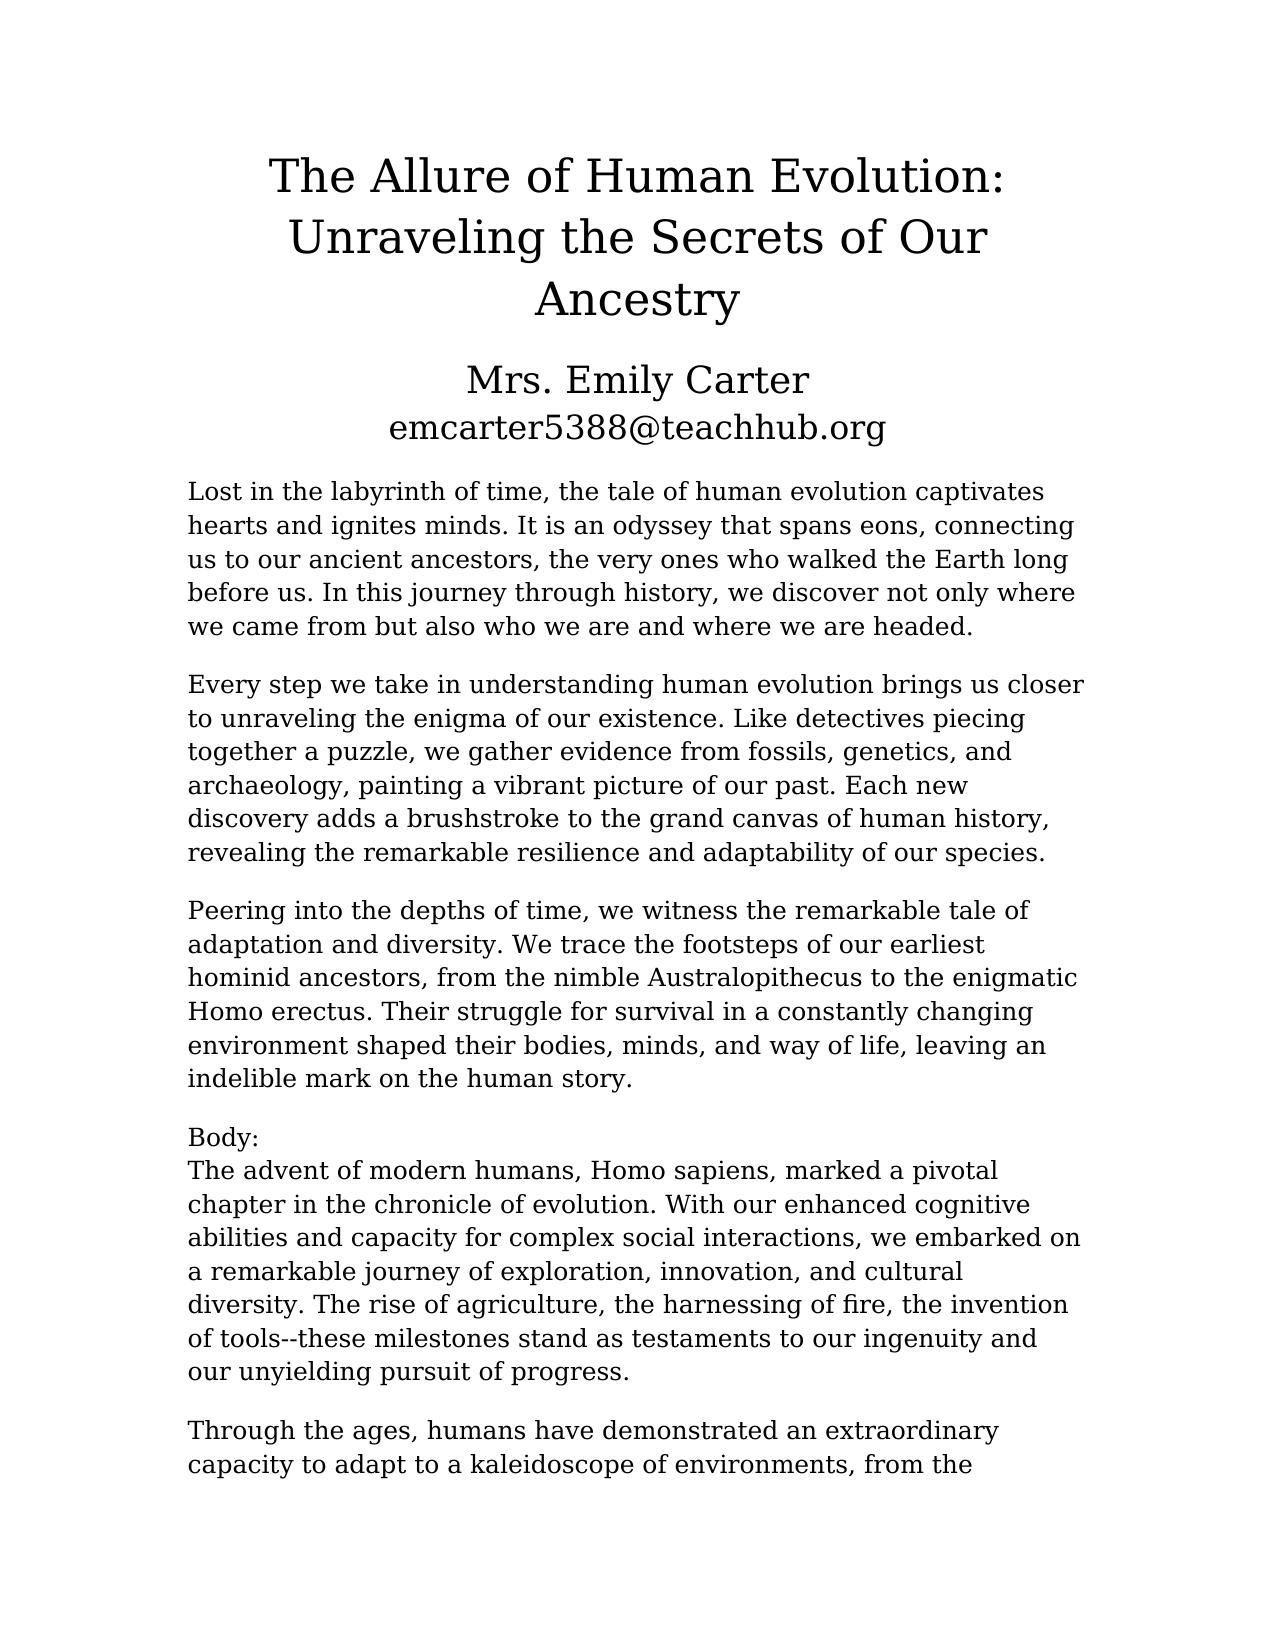 The Allure of Human Evolution:
Unraveling the Secrets of Our
Ancestry
Mrs. Emily Carter
emcarter5388@teachhub.org
Lost in the labyrinth of time, the tale of human evolution captivates
hearts and ignites minds. It is an odyssey that spans eons, connecting
us to our ancient ancestors, the very ones who walked the Earth long
before us. In this journey through history, we discover not only where
we came from but also who we are and where we are headed.
Every step we take in understanding human evolution brings us closer
to unraveling the enigma of our existence. Like detectives piecing
together a puzzle, we gather evidence from fossils, genetics, and
archaeology, painting a vibrant picture of our past. Each new
discovery adds a brushstroke to the grand canvas of human history,
revealing the remarkable resilience and adaptability of our species.
Peering into the depths of time, we witness the remarkable tale of
adaptation and diversity. We trace the footsteps of our earliest
hominid ancestors, from the nimble Australopithecus to the enigmatic
Homo erectus. Their struggle for survival in a constantly changing
environment shaped their bodies, minds, and way of life, leaving an
indelible mark on the human story.
Body:
The advent of modern humans, Homo sapiens, marked a pivotal
chapter in the chronicle of evolution. With our enhanced cognitive
abilities and capacity for complex social interactions, we embarked on
a remarkable journey of exploration, innovation, and cultural
diversity. The rise of agriculture, the harnessing of fire, the invention
of tools--these milestones stand as testaments to our ingenuity and
our unyielding pursuit of progress.
Through the ages, humans have demonstrated an extraordinary
capacity to adapt to a kaleidoscope of environments, from the